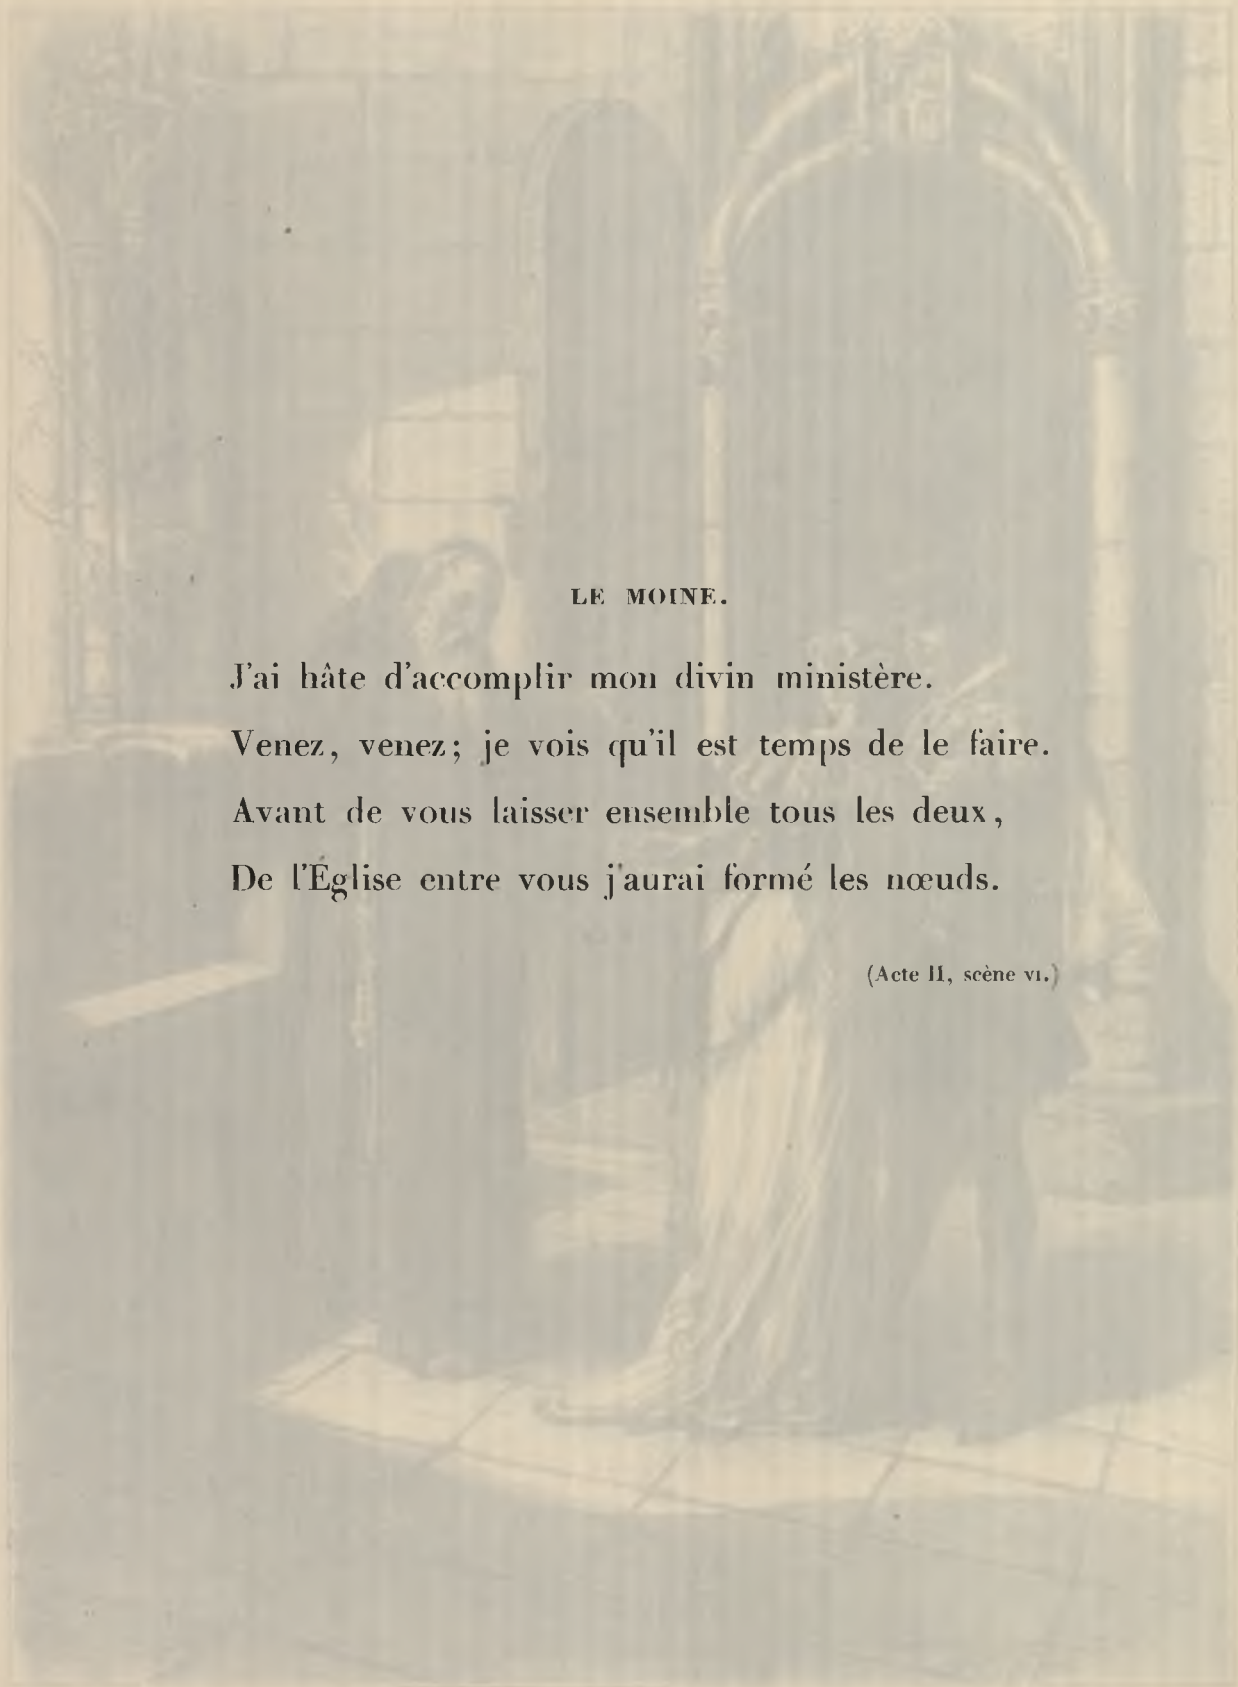 LE MOINE.
J'ai hâte d'accomplir mon divin ministère.
Venez, venez; je vois qu'il est temps de le faire.
Avant de vous laisser ensemble tous les deux,
De l'Église entre vous j'aurai formé les nœuds.
(Acte II, scène VI.)